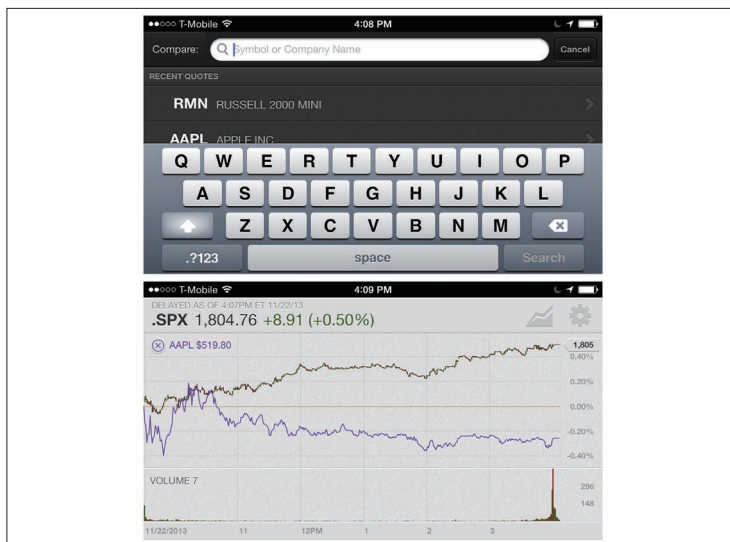 T-Mobile 4:08 PM
Compare: Symbol or Company Name Cancel
RECENT QUOTES
RMN RUSSELL 2000 MINI
AAPL APPLE INC
Q W E R T Y U I O P
A S D F G H J K L
Z X C V B N M
.?123 space Search
T-Mobile 4:09 PM
DELAYED AS OF 4:07PM ET 11/22/13
.SPX 1,804.76 +8.91 (+0.50%)
AAPL $519.80 1,805
0.40%
0.20%
0.00%
-0.20%
-0.40%
VOLUME 7
296
148
11/22/2013 11 12PM 1 2 3